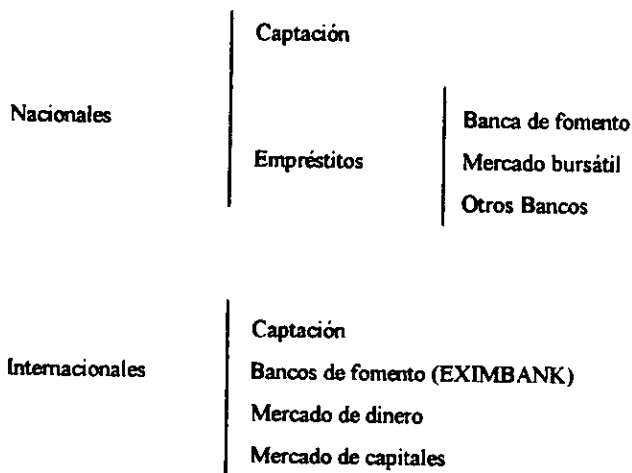 Captación
Nacionales
Banca de fomento
Empréstitos
Mercado bursátil
Otros Bancos
Captación
Internacionales
Bancos de fomento (EXIMBANK)
Mercado de dinero
Mercado de capitales